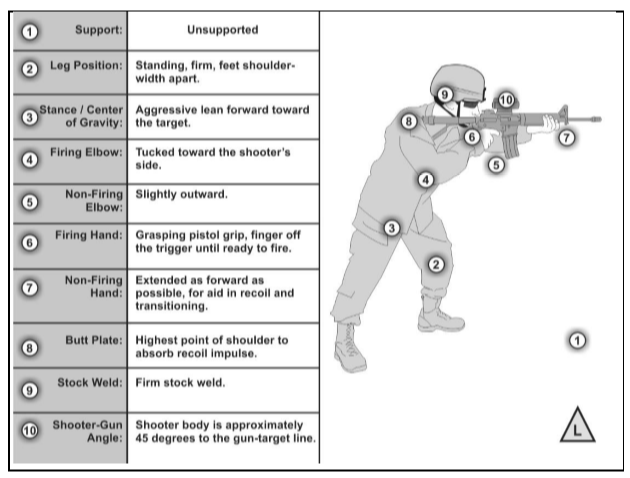 1 Support: Unsupported
2 Leg Position: Standing, firm, feet shoulder-
width apart.
3 Stance / Center
of Gravity: Aggressive lean forward toward
the target.
4 Firing Elbow: Tucked toward the shooter's
side.
5 Non-Firing
Elbow: Slightly outward.
6 Firing Hand: Grasping pistol grip, finger off
the trigger until ready to fire.
7 Non-Firing
Hand: Extended as forward as
possible, for aid in recoil and
transitioning.
8 Butt Plate: Highest point of shoulder to
absorb recoil impulse.
9 Stock Weld: Firm stock weld.
10 Shooter-Gun
Angle: Shooter body is approximately
45 degrees to the gun-target line.
9
10
8
6
7
5
4
3
2
1
L